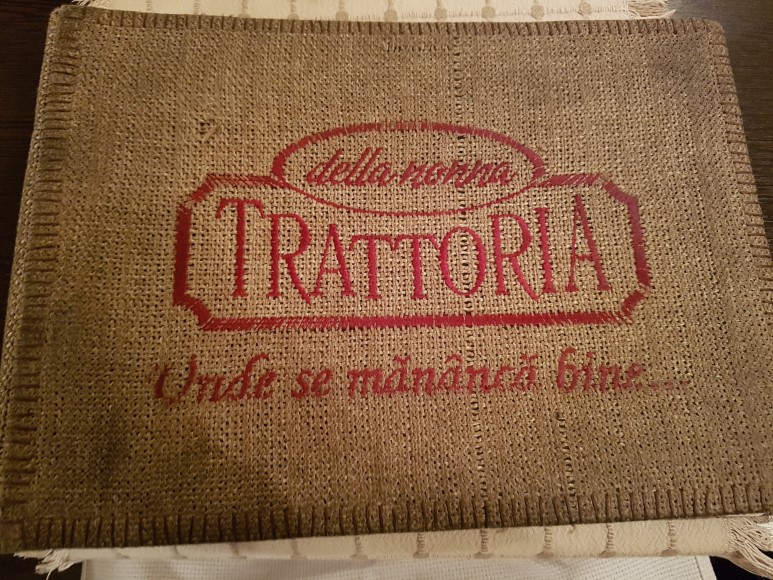 della nonna
TRATTORIA
Unde se mănâncă bine...